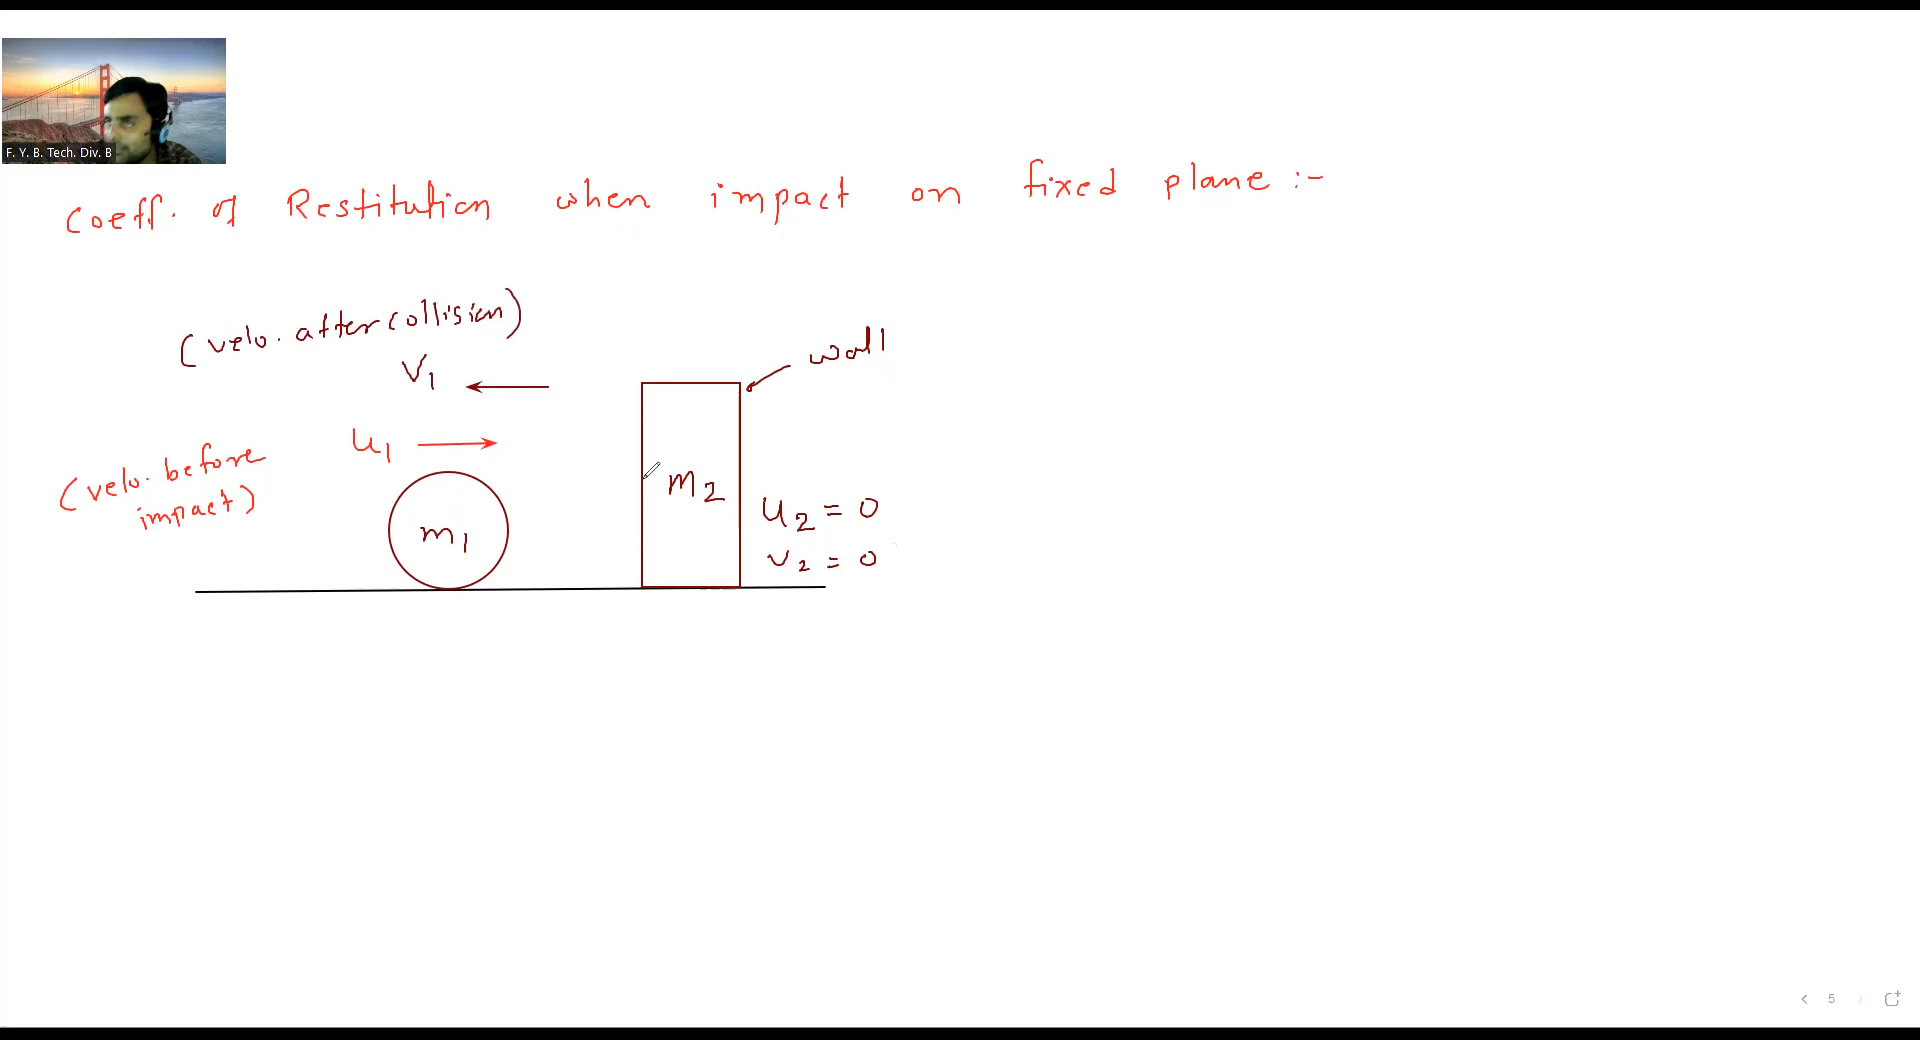 F. Y. B. Tech. Div. B
Coeff. of Restitution when impact on fixed plane :-
(velo. after collision)
V1
wall
u1
(velo. before
impact)
m1
m2
u2 = 0
v2 = 0
5